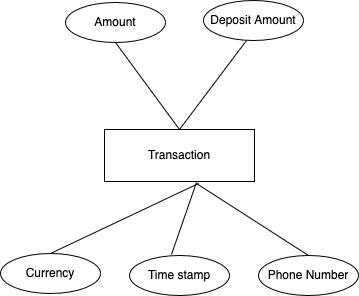 Amount
Deposit Amount
Transaction
Currency
Time stamp
Phone Number